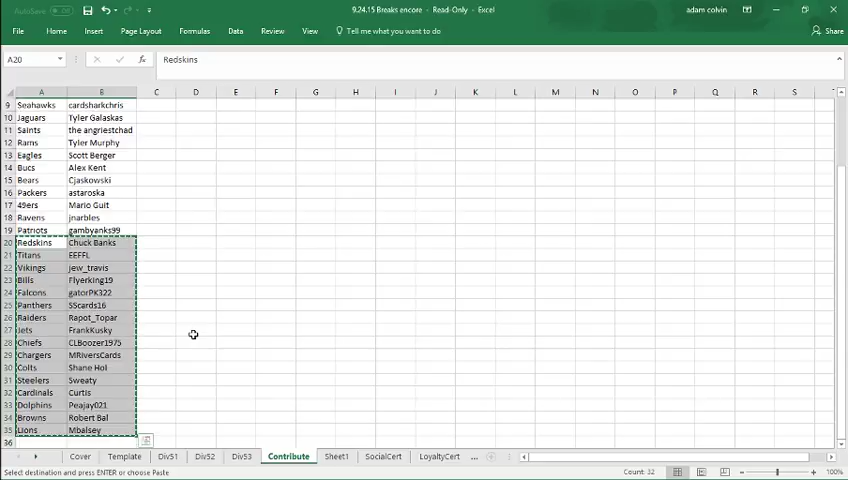 AutoSave Off 9.24.15 Breaks encore - Read-Only - Excel adam colvin
File Home Insert Page Layout Formulas Data Review View Tell me what you want to do Share
A20 fx Redskins
A B C D E F G H I J K L M N O P Q R S
9 Seahawks cardsharkchris
10 Jaguars Tyler Galaskas
11 Saints the angriestchad
12 Rams Tyler Murphy
13 Eagles Scott Berger
14 Bucs Alex Kent
15 Bears Cjaskowski
16 Packers astaroska
17 49ers Mario Guit
18 Ravens jnarbles
19 Patriots gambyanks99
20 Redskins Chuck Banks
21 Titans EEFFL
22 Vikings jew_travis
23 Bills Flyerking19
24 Falcons gatorPK322
25 Panthers SScards16
26 Raiders Rapot_Topar
27 Jets FrankKusky
28 Chiefs CLBoozer1975
29 Chargers MRiversCards
30 Colts Shane Hol
31 Steelers Sweaty
32 Cardinals Curtis
33 Dolphins Peajay021
34 Browns Robert Bal
35 Lions Mbalsey
36
Cover Template Div51 Div52 Div53 Contribute Sheet1 SocialCert LoyaltyCert ...
Select destination and press ENTER or choose Paste Count: 32 100%